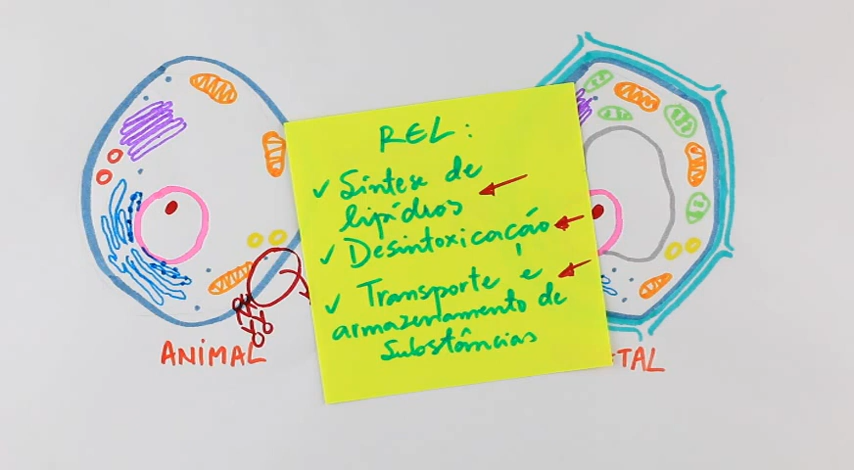 REL:
✓ Síntese de
lipídios
✓ Desintoxicação
✓ Transporte e
armazenamento de
Substâncias
ANIMAL
ETAL